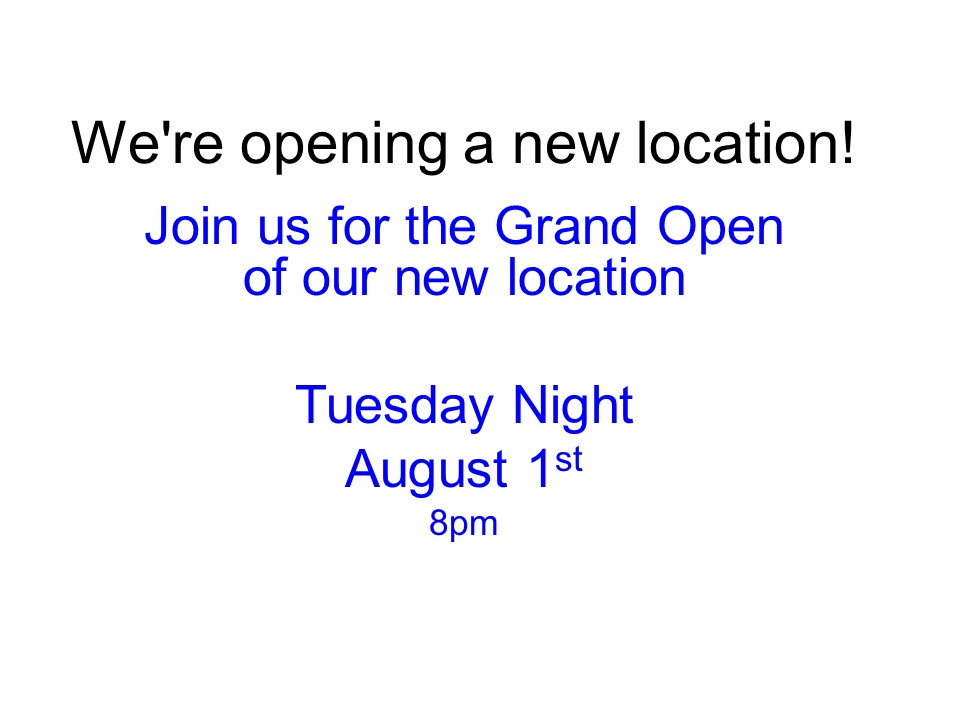 We're opening a new location!
Join us for the Grand Open
of our new location
Tuesday Night
August 1st
8pm